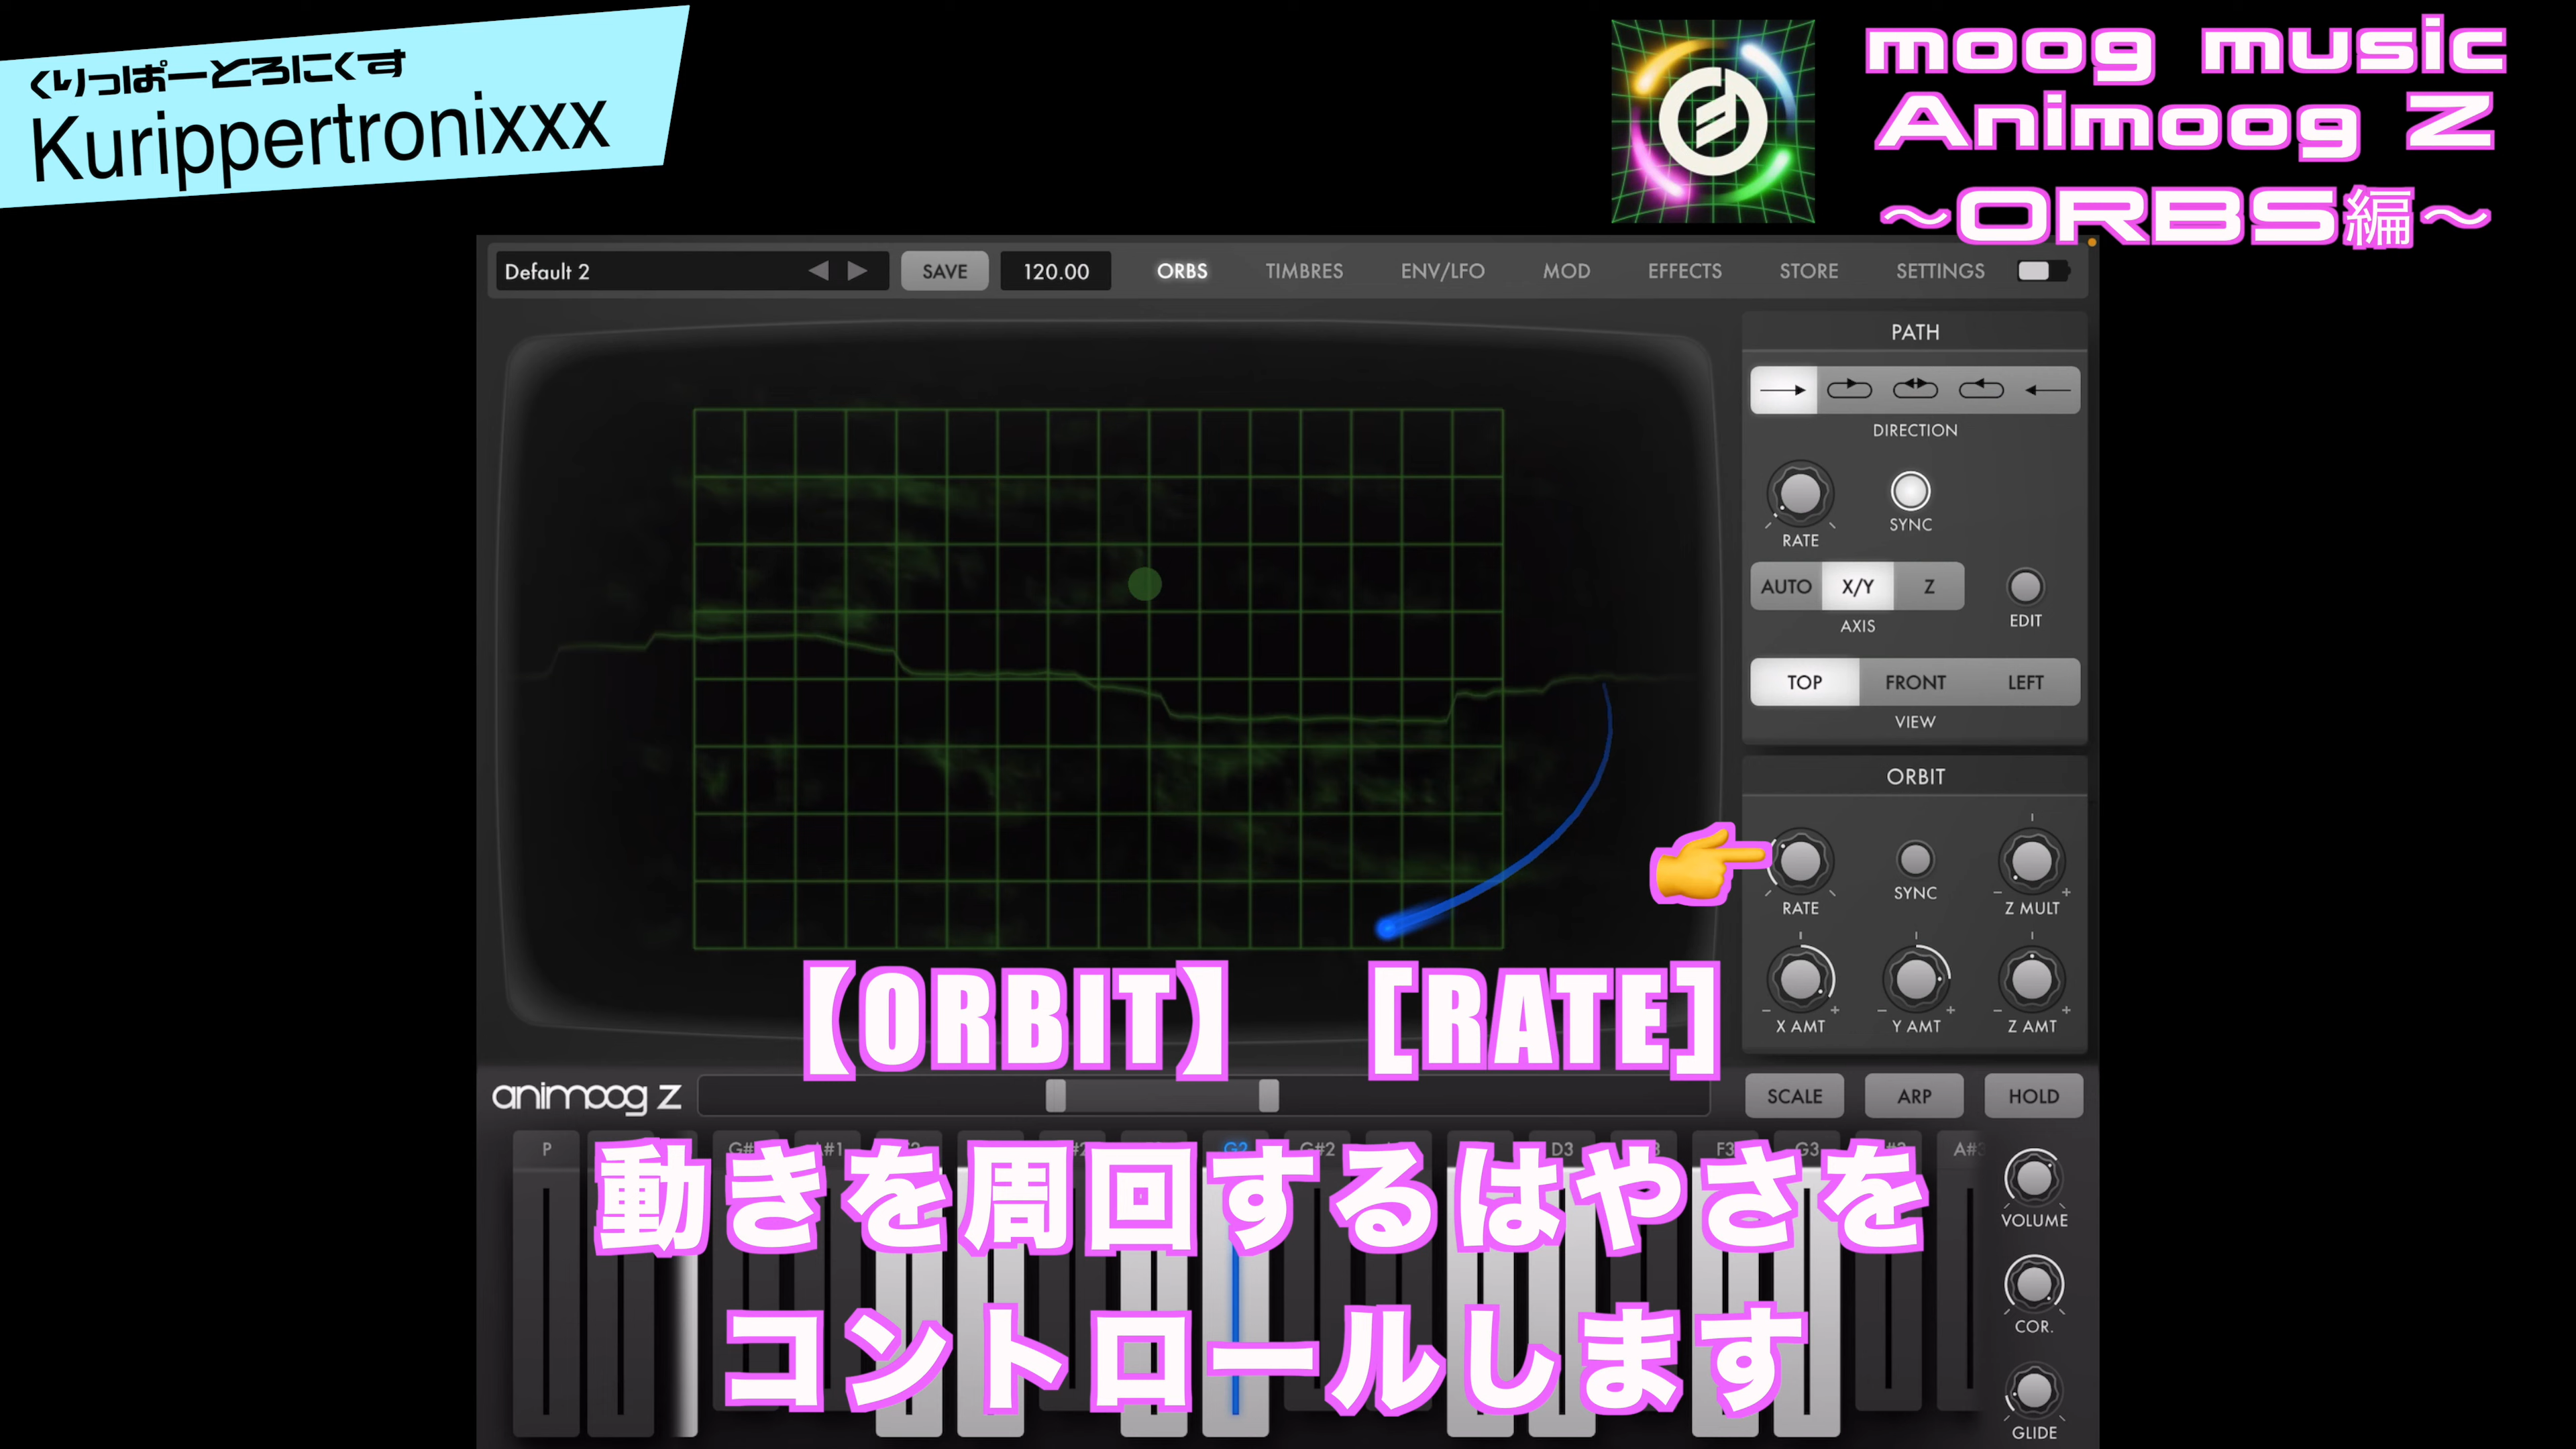 くりっぱーとろにくす
Kurippertronixxx
moog music
Animoog Z
～ORBS編～
Default 2
SAVE
120.00
ORBS
TIMBRES
ENV/LFO
MOD
EFFECTS
STORE
SETTINGS
PATH
DIRECTION
RATE
SYNC
AUTO
X/Y
Z
AXIS
EDIT
TOP
FRONT
LEFT
VIEW
ORBIT
RATE
SYNC
Z MULT
X AMT
Y AMT
Z AMT
【ORBIT】 [RATE]
animoog Z
SCALE
ARP
HOLD
P
G2
G#2
D3
F3
G3
動きを周回するはやさを
コントロールします
VOLUME
COR.
GLIDE